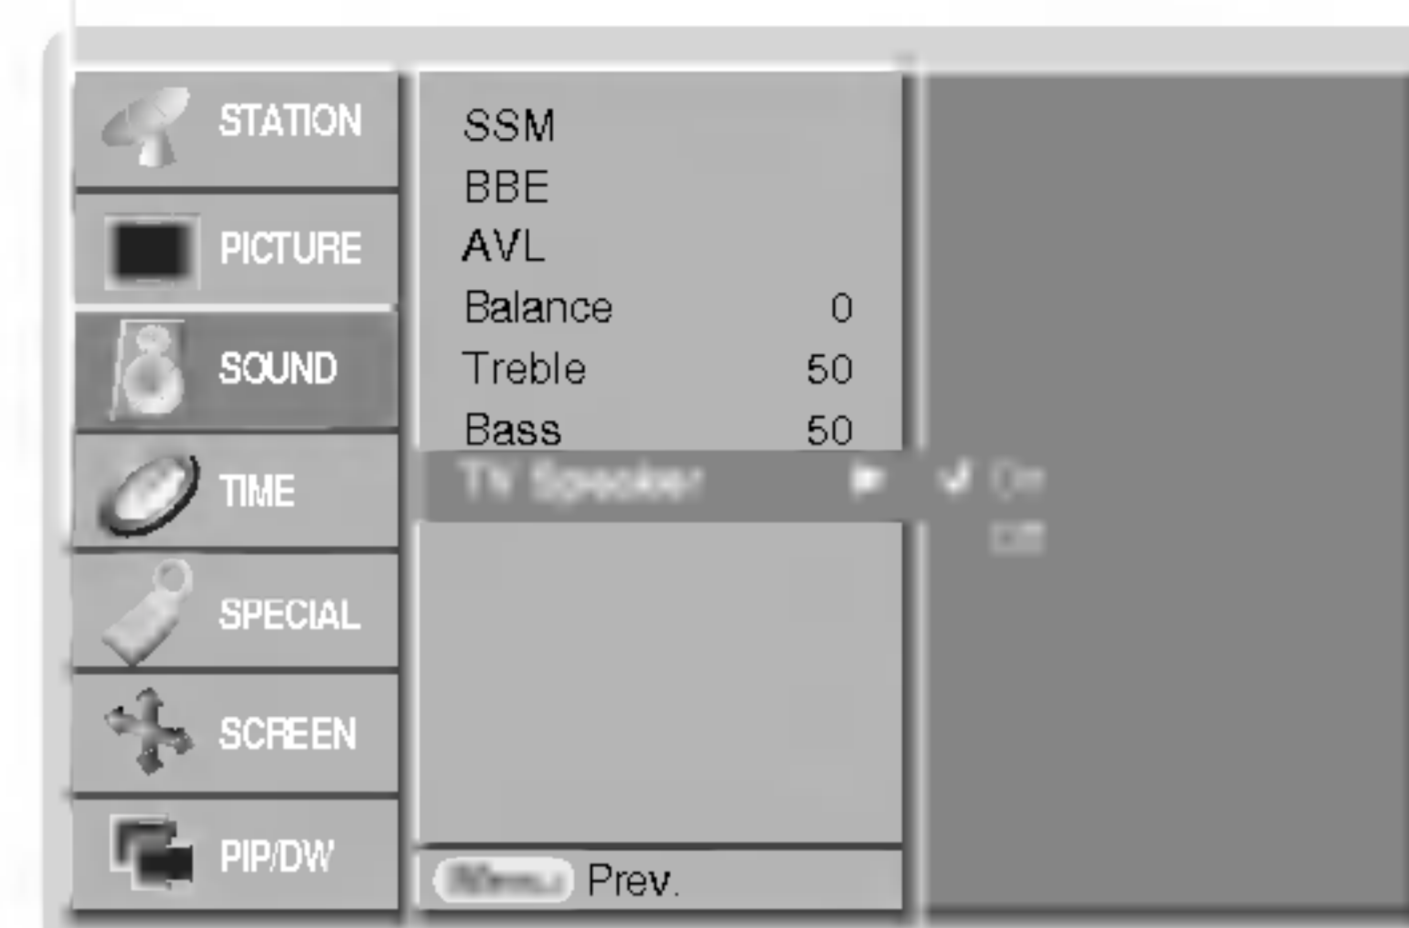 STATION
PICTURE
SOUND
TIME
SPECIAL
SCREEN
PIP/DW
SSM
BBE
AVL
Balance 0
Treble 50
Bass 50
TV Speaker
On
Off
Menu Prev.